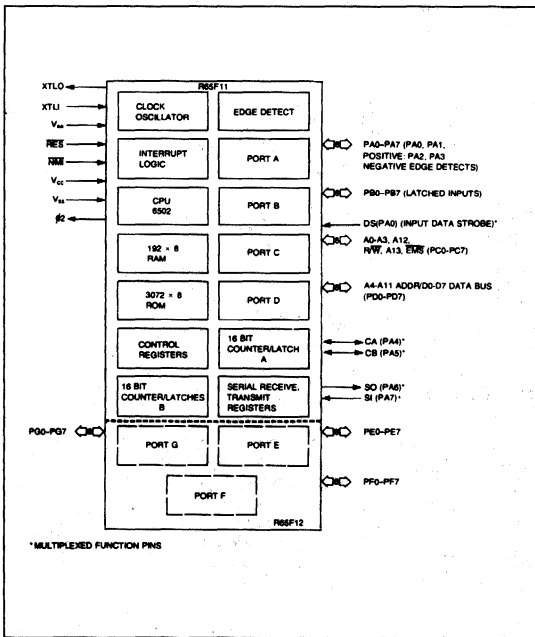 R65F11
XTLO
XTLI
RES
NMI
VCC
VSS
ϕ2
CLOCK
OSCILLATOR
EDGE DETECT
INTERRUPT
LOGIC
PORT A
CPU
6502
PORT B
192 × 8
RAM
PORT C
3072 × 8
ROM
PORT D
CONTROL
REGISTERS
16 BIT
COUNTER/LATCH
A
16 BIT
COUNTER/LATCHES
B
SERIAL RECEIVE,
TRANSMIT
REGISTERS
PORT G
PORT E
PORT F
R65F12
PA0-PA7 (PA0, PA1,
POSITIVE: PA2, PA3
NEGATIVE EDGE DETECTS)
PB0-PB7 (LATCHED INPUTS)
DS(PA0) (INPUT DATA STROBE)*
A0-A3, A12,
R/W, A13, EMS (PC0-PC7)
A4-A11 ADDR/D0-D7 DATA BUS
(PD0-PD7)
CA (PA4)*
CB (PA5)*
SO (PA6)*
SI (PA7)*
PG0-PG7
PE0-PE7
PF0-PF7
*MULTIPLEXED FUNCTION PINS